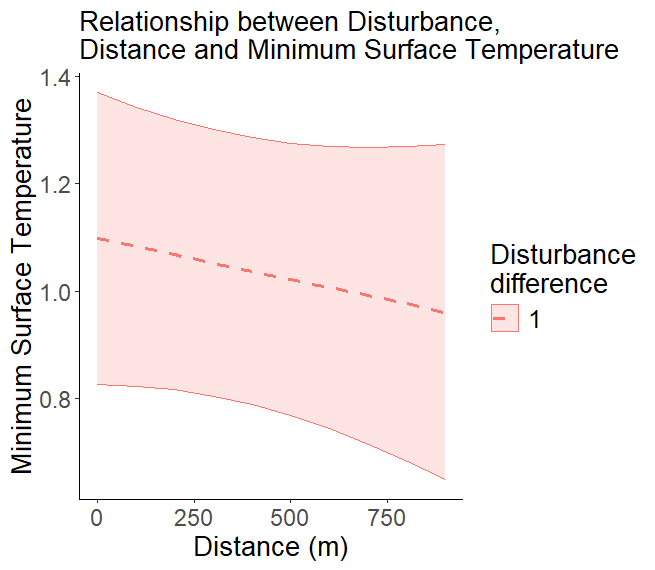 Relationship between Disturbance,
Distance and Minimum Surface Temperature
Minimum Surface Temperature
1.4
1.2
1.0
0.8
0 250 500 750
Distance (m)
Disturbance
difference
1